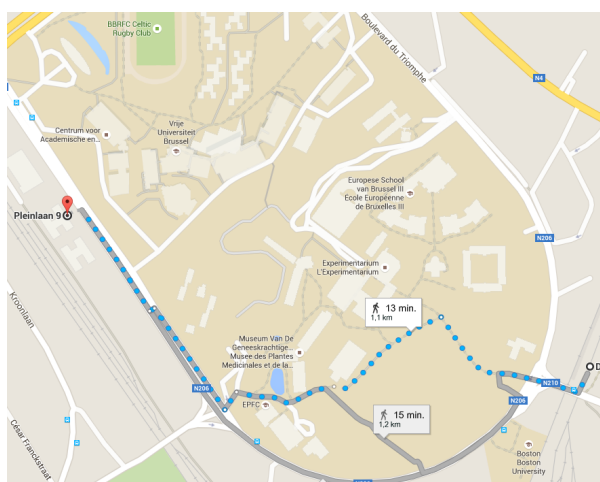 BBRFC Celtic
Rugby Club
Boulevard du Triomphe
N4
Vrije
Universiteit
Brussel
Centrum voor
Academische en...
Europese School
van Brussel III
Ecole Européenne
de Bruxelles III
Pleinlaan 9
N206
Experimentarium
L'Experimentarium
Kroonlaan
13 min.
1,1 km
Museum Van De
Geneeskrachtige...
Musee des Plantes
Medicinales et de la...
D
N206
N206
N210
EPFC
15 min.
1,2 km
César Franckstraat
Boston
Boston
University